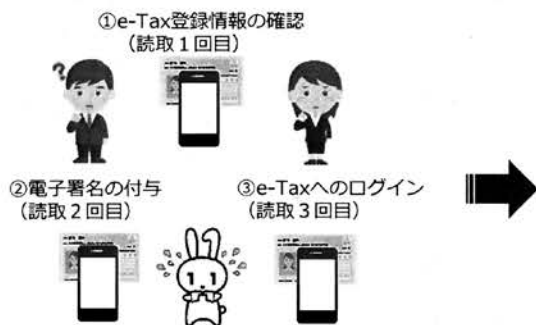 ①e-Tax登録情報の確認
(読取1回目)
②電子署名の付与
(読取2回目)
③e-Taxへのログイン
(読取3回目)